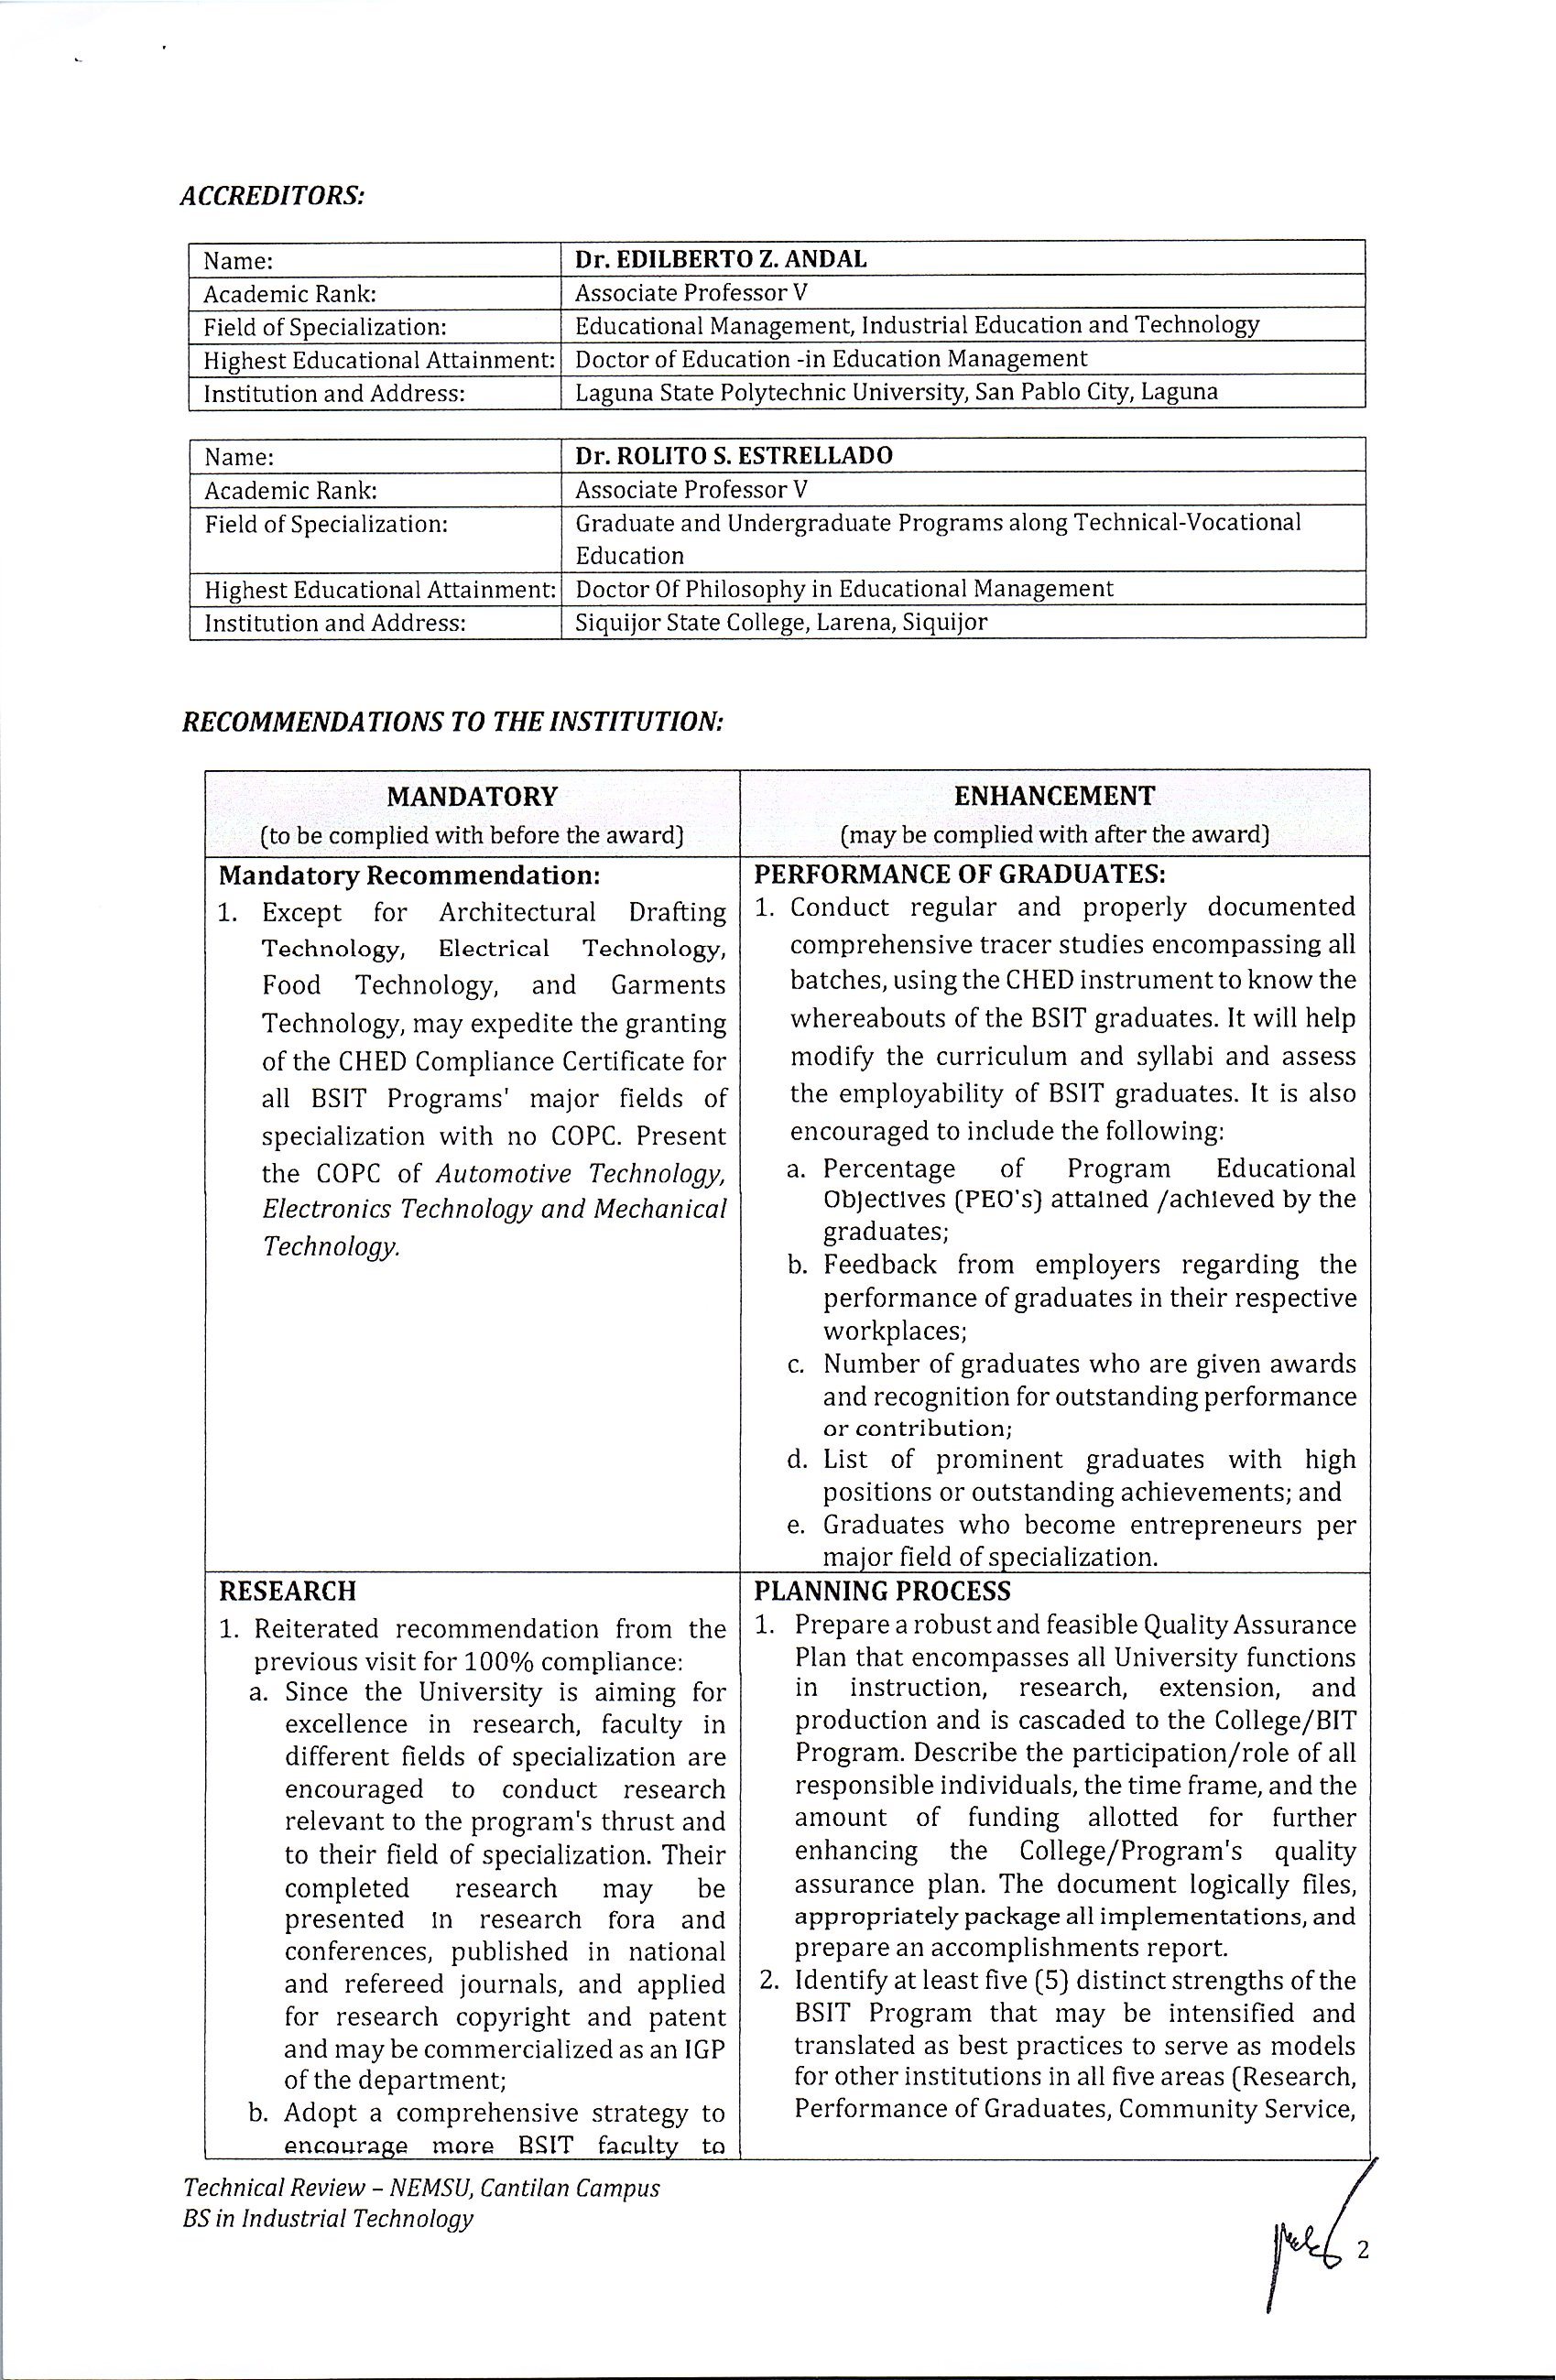 ACCREDITORS:
Name: Dr. EDILBERTO Z. ANDAL
Academic Rank: Associate Professor V
Field of Specialization: Educational Management, Industrial Education and Technology
Highest Educational Attainment: Doctor of Education -in Education Management
Institution and Address: Laguna State Polytechnic University, San Pablo City, Laguna
Name: Dr. ROLITO S. ESTRELLADO
Academic Rank: Associate Professor V
Field of Specialization: Graduate and Undergraduate Programs along Technical-Vocational
Education
Highest Educational Attainment: Doctor Of Philosophy in Educational Management
Institution and Address: Siquijor State College, Larena, Siquijor
RECOMMENDATIONS TO THE INSTITUTION:
MANDATORY
(to be complied with before the award)
ENHANCEMENT
(may be complied with after the award)
Mandatory Recommendation:
1. Except for Architectural Drafting
Technology, Electrical Technology,
Food Technology, and Garments
Technology, may expedite the granting
of the CHED Compliance Certificate for
all BSIT Programs' major fields of
specialization with no COPC. Present
the COPC of Automotive Technology,
Electronics Technology and Mechanical
Technology.
PERFORMANCE OF GRADUATES:
1. Conduct regular and properly documented
comprehensive tracer studies encompassing all
batches, using the CHED instrument to know the
whereabouts of the BSIT graduates. It will help
modify the curriculum and syllabi and assess
the employability of BSIT graduates. It is also
encouraged to include the following:
a. Percentage of Program Educational
Objectives (PEO's) attained /achieved by the
graduates;
b. Feedback from employers regarding the
performance of graduates in their respective
workplaces;
c. Number of graduates who are given awards
and recognition for outstanding performance
or contribution;
d. List of prominent graduates with high
positions or outstanding achievements; and
e. Graduates who become entrepreneurs per
major field of specialization.
RESEARCH
1. Reiterated recommendation from the
previous visit for 100% compliance:
a. Since the University is aiming for
excellence in research, faculty in
different fields of specialization are
encouraged to conduct research
relevant to the program's thrust and
to their field of specialization. Their
completed research may be
presented in research fora and
conferences, published in national
and refereed journals, and applied
for research copyright and patent
and may be commercialized as an IGP
of the department;
b. Adopt a comprehensive strategy to
encourage more BSIT faculty to
PLANNING PROCESS
1. Prepare a robust and feasible Quality Assurance
Plan that encompasses all University functions
in instruction, research, extension, and
production and is cascaded to the College/BIT
Program. Describe the participation/role of all
responsible individuals, the time frame, and the
amount of funding allotted for further
enhancing the College/Program's quality
assurance plan. The document logically files,
appropriately package all implementations, and
prepare an accomplishments report.
2. Identify at least five (5) distinct strengths of the
BSIT Program that may be intensified and
translated as best practices to serve as models
for other institutions in all five areas (Research,
Performance of Graduates, Community Service,
Technical Review – NEMSU, Cantilan Campus
BS in Industrial Technology
2